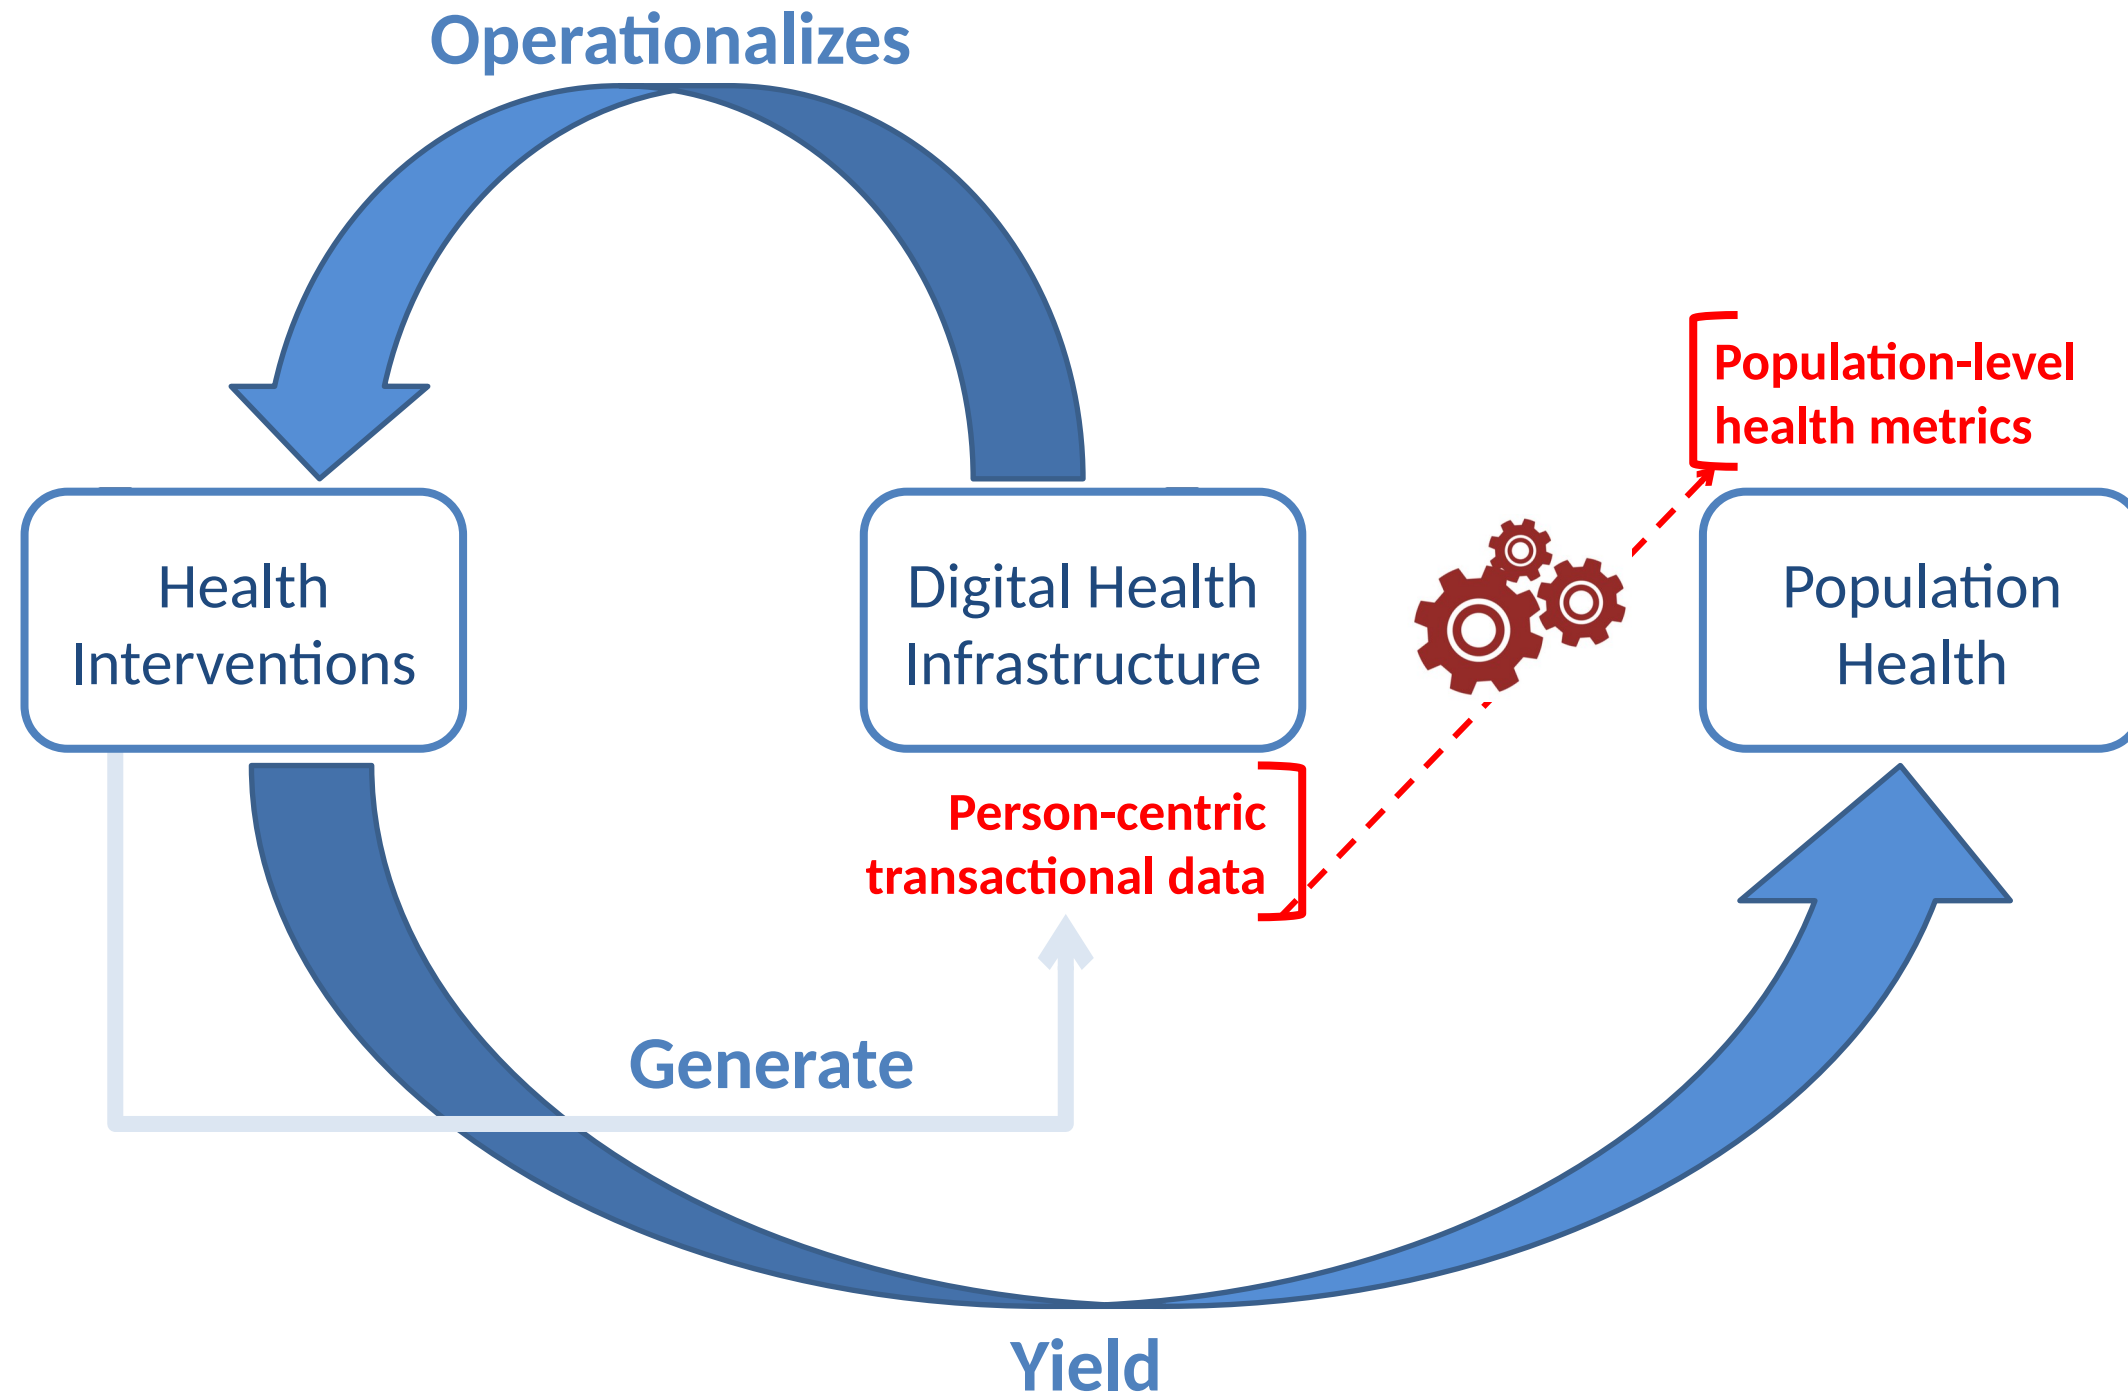 Operationalizes
Population-level
health metrics
Health
Interventions
Digital Health
Infrastructure
Population
Health
Person-centric
transactional data
Generate
Yield